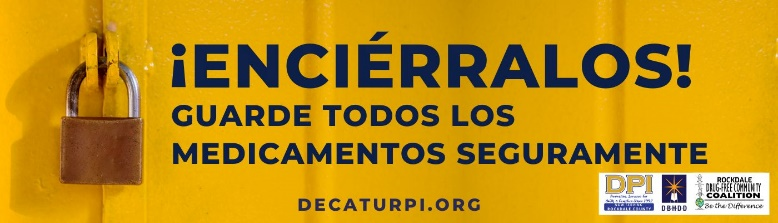 ¡ENCIÉRRALOS!
GUARDE TODOS LOS
MEDICAMENTOS SEGURAMENTE
DECATURPI.ORG
DPI
DBHDD
ROCKDALE
DRUG-FREE COMMUNITY
COALITION
Be the Difference